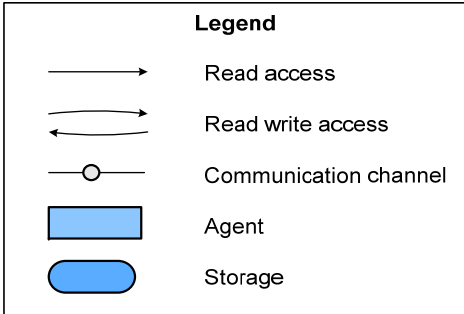 Legend
Read access
Read write access
Communication channel
Agent
Storage